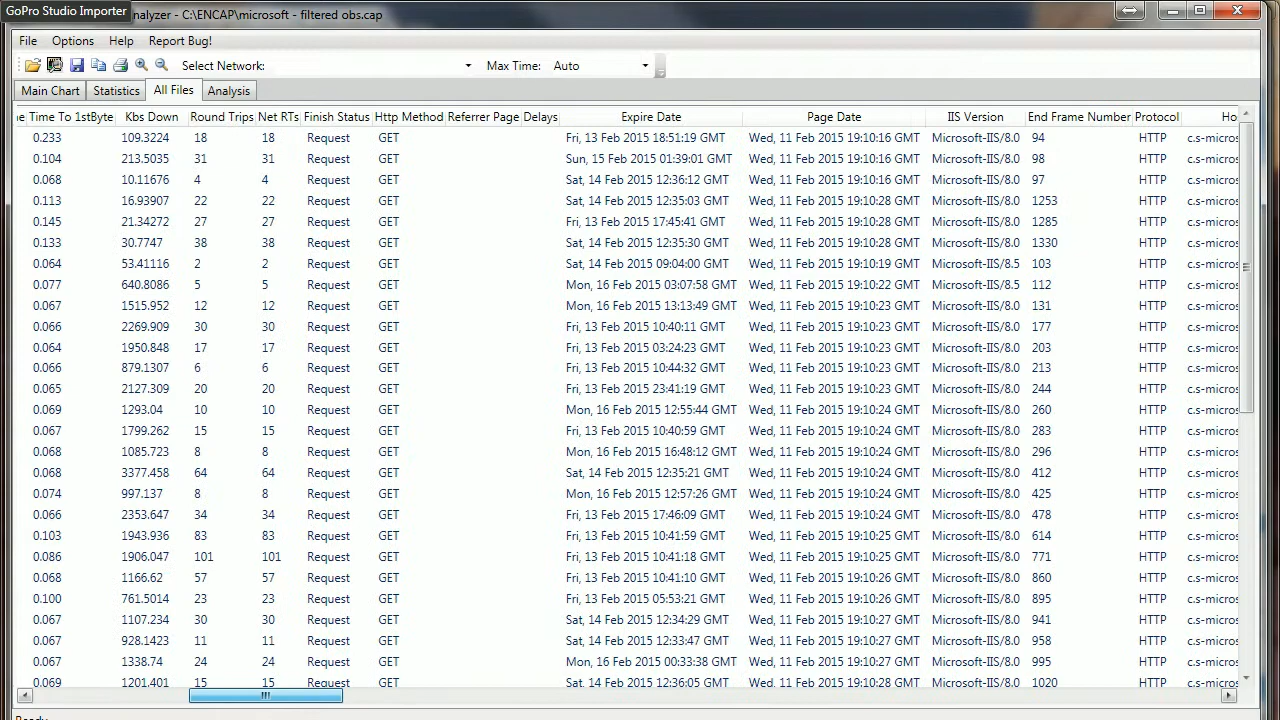 GoPro Studio Importer
nalyzer - C:\ENCAP\microsoft - filtered obs.cap
File Options Help Report Bug!
Select Network: Max Time: Auto
Main Chart Statistics All Files Analysis
e Time To 1stByte Kbs Down Round Trips Net RTs Finish Status Http Method Referrer Page Delays Expire Date Page Date IIS Version End Frame Number Protocol Ho
0.233 109.3224 18 18 Request GET Fri, 13 Feb 2015 18:51:19 GMT Wed, 11 Feb 2015 19:10:16 GMT Microsoft-IIS/8.0 94 HTTP c.s-micros
0.104 213.5035 31 31 Request GET Sun, 15 Feb 2015 01:39:01 GMT Wed, 11 Feb 2015 19:10:16 GMT Microsoft-IIS/8.0 98 HTTP c.s-micros
0.068 10.11676 4 4 Request GET Sat, 14 Feb 2015 12:36:12 GMT Wed, 11 Feb 2015 19:10:16 GMT Microsoft-IIS/8.0 97 HTTP c.s-micros
0.113 16.93907 22 22 Request GET Sat, 14 Feb 2015 12:35:03 GMT Wed, 11 Feb 2015 19:10:28 GMT Microsoft-IIS/8.0 1253 HTTP c.s-micros
0.145 21.34272 27 27 Request GET Fri, 13 Feb 2015 17:45:41 GMT Wed, 11 Feb 2015 19:10:28 GMT Microsoft-IIS/8.0 1285 HTTP c.s-micros
0.133 30.7747 38 38 Request GET Sat, 14 Feb 2015 12:35:30 GMT Wed, 11 Feb 2015 19:10:28 GMT Microsoft-IIS/8.0 1330 HTTP c.s-micros
0.064 53.41116 2 2 Request GET Sat, 14 Feb 2015 09:04:00 GMT Wed, 11 Feb 2015 19:10:19 GMT Microsoft-IIS/8.5 103 HTTP c.s-micros
0.077 640.8086 5 5 Request GET Mon, 16 Feb 2015 03:07:58 GMT Wed, 11 Feb 2015 19:10:22 GMT Microsoft-IIS/8.5 112 HTTP c.s-micros
0.067 1515.952 12 12 Request GET Mon, 16 Feb 2015 13:13:49 GMT Wed, 11 Feb 2015 19:10:23 GMT Microsoft-IIS/8.0 131 HTTP c.s-micros
0.066 2269.909 30 30 Request GET Fri, 13 Feb 2015 10:40:11 GMT Wed, 11 Feb 2015 19:10:23 GMT Microsoft-IIS/8.0 177 HTTP c.s-micros
0.064 1950.848 17 17 Request GET Fri, 13 Feb 2015 03:24:23 GMT Wed, 11 Feb 2015 19:10:23 GMT Microsoft-IIS/8.0 203 HTTP c.s-micros
0.066 879.1307 6 6 Request GET Fri, 13 Feb 2015 10:44:32 GMT Wed, 11 Feb 2015 19:10:23 GMT Microsoft-IIS/8.0 213 HTTP c.s-micros
0.065 2127.309 20 20 Request GET Fri, 13 Feb 2015 23:41:19 GMT Wed, 11 Feb 2015 19:10:23 GMT Microsoft-IIS/8.0 244 HTTP c.s-micros
0.069 1293.04 10 10 Request GET Mon, 16 Feb 2015 12:55:44 GMT Wed, 11 Feb 2015 19:10:24 GMT Microsoft-IIS/8.0 260 HTTP c.s-micros
0.067 1799.262 15 15 Request GET Fri, 13 Feb 2015 10:40:59 GMT Wed, 11 Feb 2015 19:10:24 GMT Microsoft-IIS/8.0 283 HTTP c.s-micros
0.068 1085.723 8 8 Request GET Mon, 16 Feb 2015 16:48:12 GMT Wed, 11 Feb 2015 19:10:24 GMT Microsoft-IIS/8.0 296 HTTP c.s-micros
0.068 3377.458 64 64 Request GET Sat, 14 Feb 2015 12:35:21 GMT Wed, 11 Feb 2015 19:10:24 GMT Microsoft-IIS/8.0 412 HTTP c.s-micros
0.074 997.137 8 8 Request GET Mon, 16 Feb 2015 12:57:26 GMT Wed, 11 Feb 2015 19:10:24 GMT Microsoft-IIS/8.0 425 HTTP c.s-micros
0.066 2353.647 34 34 Request GET Fri, 13 Feb 2015 17:46:09 GMT Wed, 11 Feb 2015 19:10:24 GMT Microsoft-IIS/8.0 478 HTTP c.s-micros
0.103 1943.936 83 83 Request GET Fri, 13 Feb 2015 10:41:59 GMT Wed, 11 Feb 2015 19:10:25 GMT Microsoft-IIS/8.0 614 HTTP c.s-micros
0.086 1906.047 101 101 Request GET Fri, 13 Feb 2015 10:41:18 GMT Wed, 11 Feb 2015 19:10:25 GMT Microsoft-IIS/8.0 771 HTTP c.s-micros
0.068 1166.62 57 57 Request GET Fri, 13 Feb 2015 10:41:10 GMT Wed, 11 Feb 2015 19:10:26 GMT Microsoft-IIS/8.0 860 HTTP c.s-micros
0.100 761.5014 23 23 Request GET Fri, 13 Feb 2015 05:53:21 GMT Wed, 11 Feb 2015 19:10:26 GMT Microsoft-IIS/8.0 895 HTTP c.s-micros
0.067 1107.234 30 30 Request GET Sat, 14 Feb 2015 12:34:29 GMT Wed, 11 Feb 2015 19:10:27 GMT Microsoft-IIS/8.0 941 HTTP c.s-micros
0.067 928.1423 11 11 Request GET Sat, 14 Feb 2015 12:33:47 GMT Wed, 11 Feb 2015 19:10:27 GMT Microsoft-IIS/8.0 958 HTTP c.s-micros
0.067 1338.74 24 24 Request GET Mon, 16 Feb 2015 00:33:38 GMT Wed, 11 Feb 2015 19:10:27 GMT Microsoft-IIS/8.0 995 HTTP c.s-micros
0.069 1201.401 15 15 Request GET Sat, 14 Feb 2015 12:36:05 GMT Wed, 11 Feb 2015 19:10:27 GMT Microsoft-IIS/8.0 1020 HTTP c.s-micros
Ready